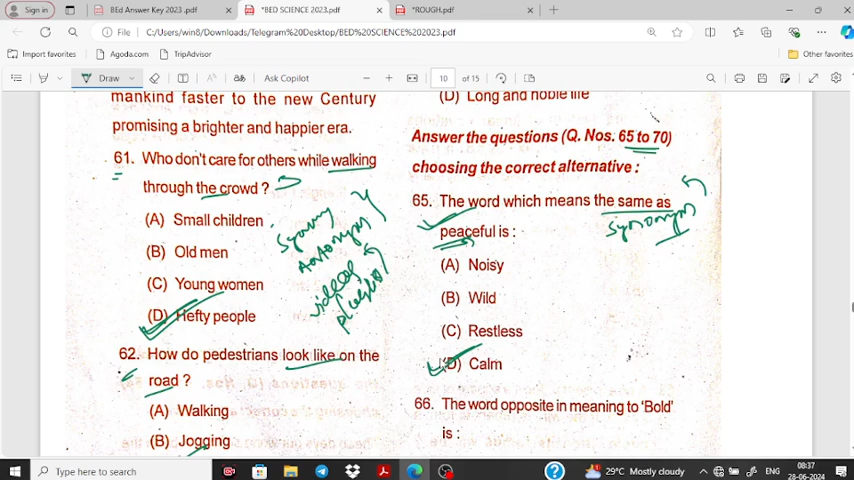 Sign in
BEd Answer Key 2023 .pdf
*BED SCIENCE 2023.pdf
*ROUGH.pdf
File
C:/Users/win8/Downloads/Telegram%20Desktop/BED%20SCIENCE%202023.pdf
Import favorites
Agoda.com
TripAdvisor
Other favorites
Draw
Ask Copilot
10
of 15
mankind faster to the new Century
promising a brighter and happier era.
61. Who don't care for others while walking
through the crowd ?
(A) Small children
(B) Old men
(C) Young women
(D) Hefty people
Synonym
Antonym
videos
playlist
62. How do pedestrians look like on the
road ?
(A) Walking
(B) Jogging
(D) Long and noble life
Answer the questions (Q. Nos. 65 to 70)
choosing the correct alternative :
65. The word which means the same as
peaceful is :
Synonym
(A) Noisy
(B) Wild
(C) Restless
(D) Calm
66. The word opposite in meaning to 'Bold'
is :
Type here to search
29°C Mostly cloudy
ENG
08:37
28-06-2024